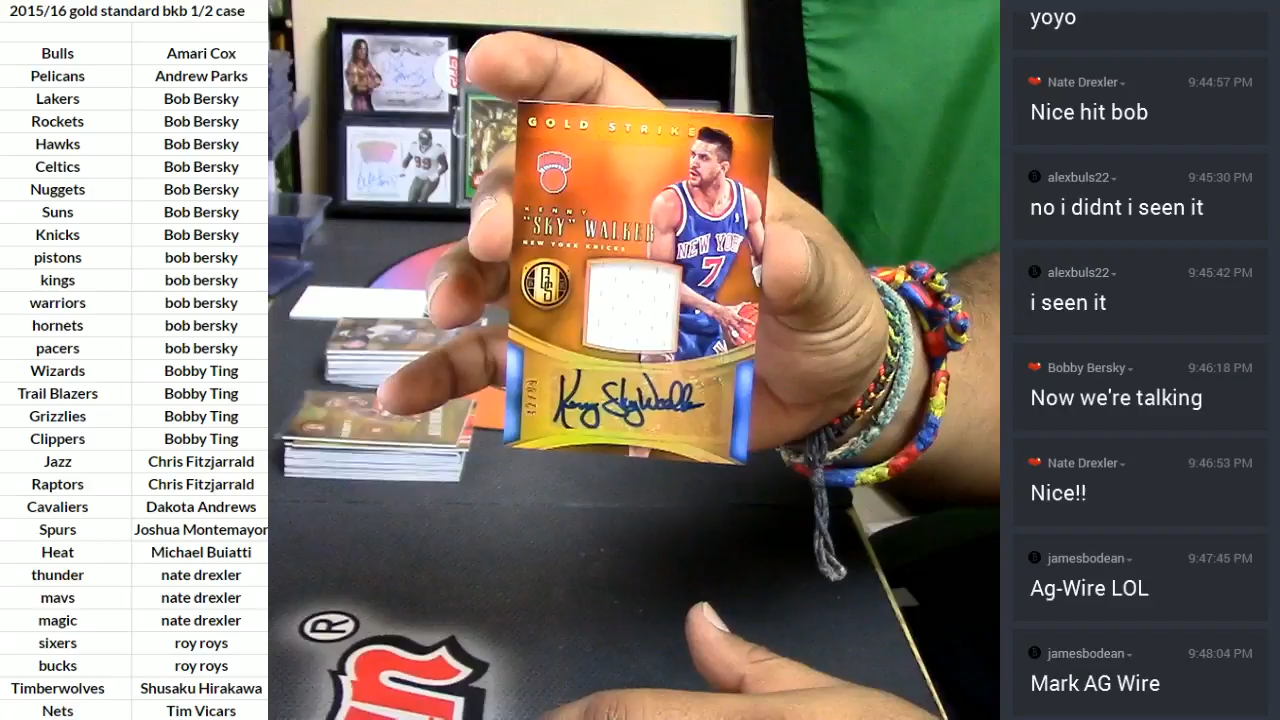 2015/16 gold standard bkb 1/2 case
Bulls Amari Cox
Pelicans Andrew Parks
Lakers Bob Bersky
Rockets Bob Bersky
Hawks Bob Bersky
Celtics Bob Bersky
Nuggets Bob Bersky
Suns Bob Bersky
Knicks Bob Bersky
pistons bob bersky
kings bob bersky
warriors bob bersky
hornets bob bersky
pacers bob bersky
Wizards Bobby Ting
Trail Blazers Bobby Ting
Grizzlies Bobby Ting
Clippers Bobby Ting
Jazz Chris Fitzjarrald
Raptors Chris Fitzjarrald
Cavaliers Dakota Andrews
Spurs Joshua Montemayor
Heat Michael Buiatti
thunder nate drexler
mavs nate drexler
magic nate drexler
sixers roy roys
bucks roy roys
Timberwolves Shusaku Hirakawa
Nets Tim Vicars
GOLD STRIKE
KENNY
"SKY" WALKER
NEW YORK KNICKS
GS
NEW YORK
7
Kenny Sky Walker
99
®
yoyo
Nate Drexler 9:44:57 PM
Nice hit bob
alexbuls22 9:45:30 PM
no i didnt i seen it
alexbuls22 9:45:42 PM
i seen it
Bobby Bersky 9:46:18 PM
Now we're talking
Nate Drexler 9:46:53 PM
Nice!!
jamesbodean 9:47:45 PM
Ag-Wire LOL
jamesbodean 9:48:04 PM
Mark AG Wire